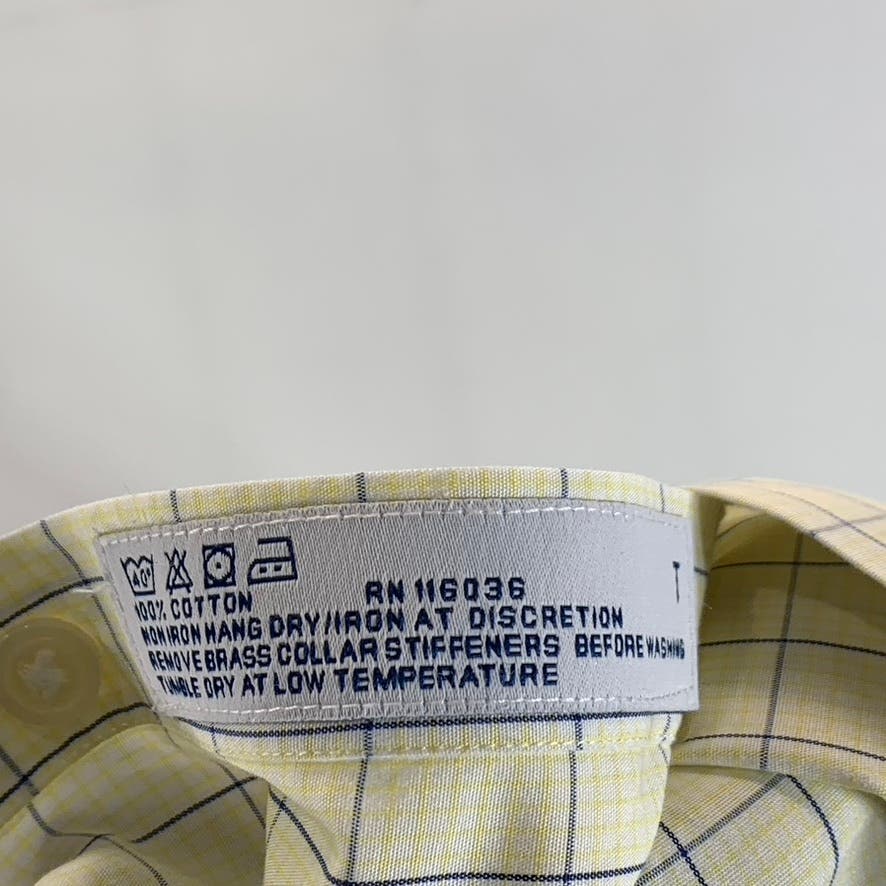 40°
100% COTTON RN 116036 T
NON IRON HANG DRY//IRON AT DISCRETION
REMOVE BRASS COLLAR STIFFENERS BEFORE WASHING
TUMBLE DRY AT LOW TEMPERATURE